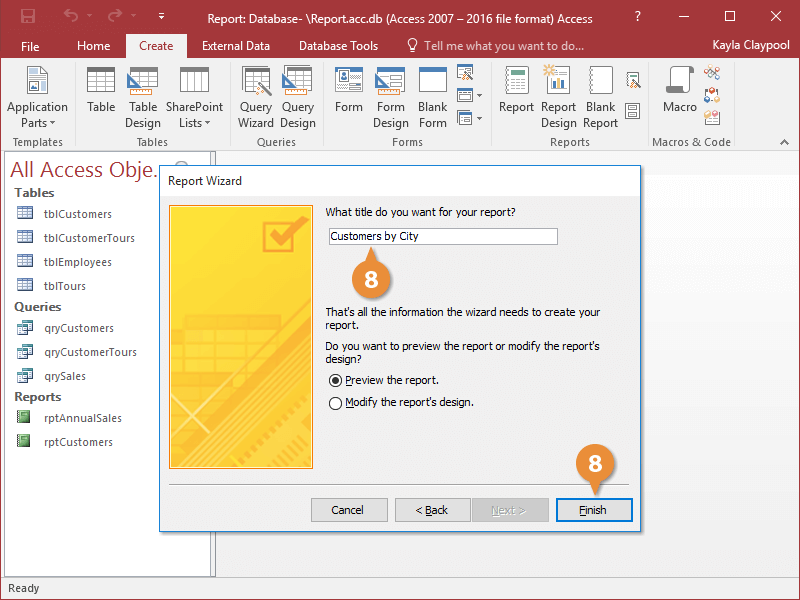 Report: Database- \Report.acc.db (Access 2007 – 2016 file format) Access
?
File
Home
Create
External Data
Database Tools
Tell me what you want to do...
Kayla Claypool
Application
Parts
Table
Table
Design
SharePoint
Lists
Query
Wizard
Query
Design
Form
Form
Design
Blank
Form
Report
Report
Design
Blank
Report
Macro
Templates
Tables
Queries
Forms
Reports
Macros & Code
All Access Obje...
Tables
tblCustomers
tblCustomerTours
tblEmployees
tblTours
Queries
qryCustomers
qryCustomerTours
qrySales
Reports
rptAnnualSales
rptCustomers
Report Wizard
What title do you want for your report?
Customers by City
8
That's all the information the wizard needs to create your
report.
Do you want to preview the report or modify the report's
design?
Preview the report.
Modify the report's design.
8
Cancel
< Back
Next >
Finish
Ready